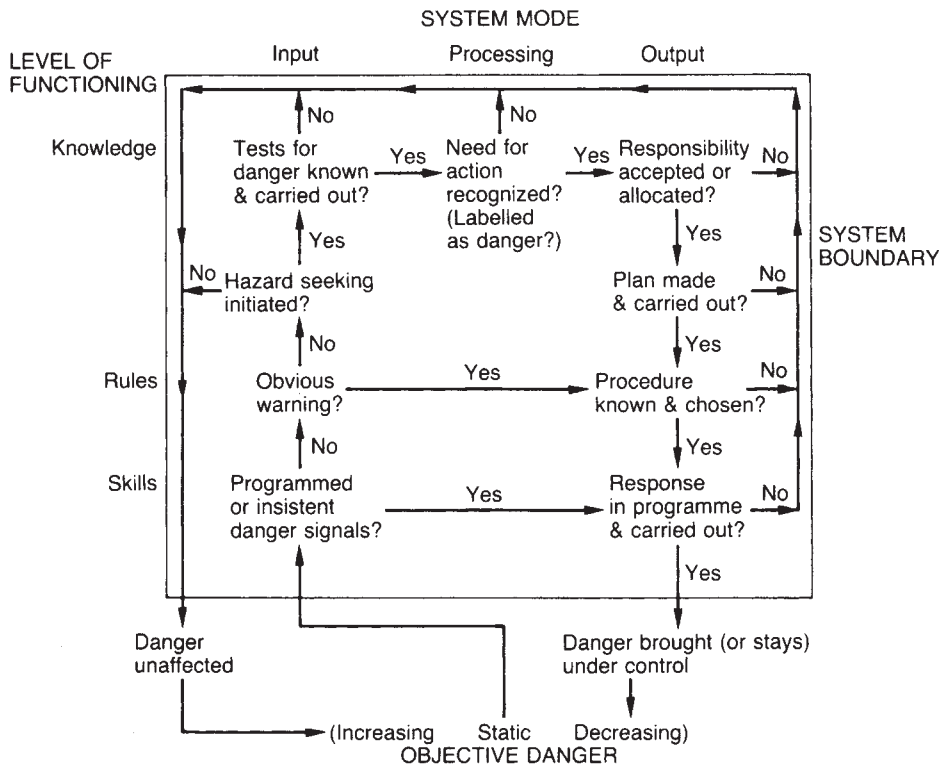 SYSTEM MODE
Input Processing Output
LEVEL OF
FUNCTIONING
No No
Knowledge Tests for Yes Need for Yes Responsibility No
danger known action accepted or
& carried out? recognized? allocated?
(Labelled
as danger?)
Yes Yes SYSTEM
BOUNDARY
No Hazard seeking Plan made No
initiated? & carried out?
No Yes
Rules Obvious Yes Procedure No
warning? known & chosen?
No Yes
Skills Programmed Yes Response No
or insistent in programme
danger signals? & carried out?
Yes
Danger Danger brought (or stays)
unaffected under control
(Increasing Static Decreasing)
OBJECTIVE DANGER